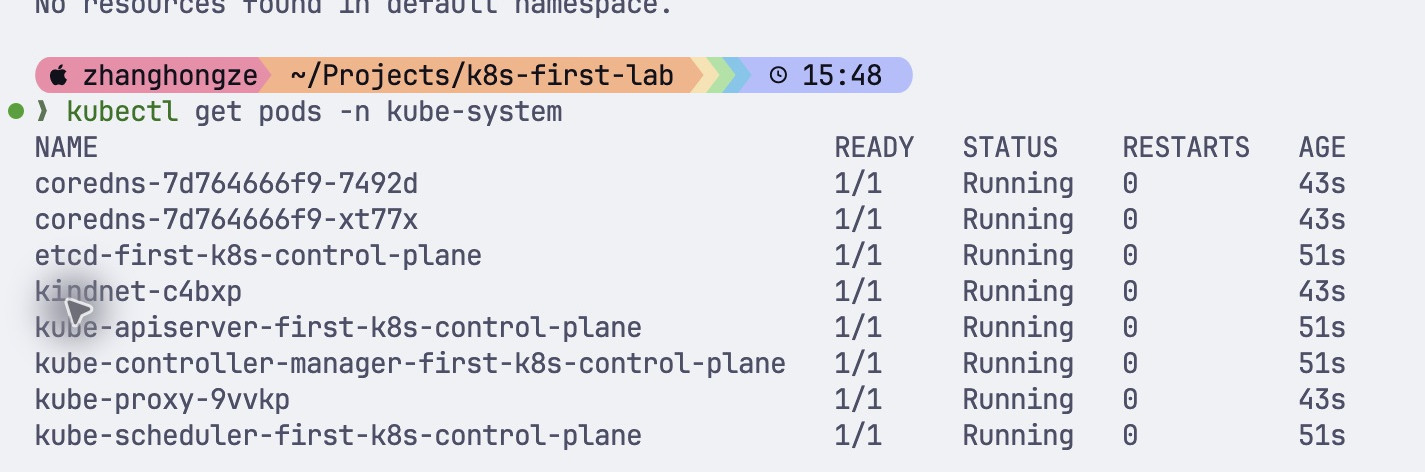 No resources found in default namespace.
zhanghongze ~/Projects/k8s-first-lab 15:48
❯ kubectl get pods -n kube-system
NAME READY STATUS RESTARTS AGE
coredns-7d764666f9-7492d 1/1 Running 0 43s
coredns-7d764666f9-xt77x 1/1 Running 0 43s
etcd-first-k8s-control-plane 1/1 Running 0 51s
kindnet-c4bxp 1/1 Running 0 43s
kube-apiserver-first-k8s-control-plane 1/1 Running 0 51s
kube-controller-manager-first-k8s-control-plane 1/1 Running 0 51s
kube-proxy-9vvkp 1/1 Running 0 43s
kube-scheduler-first-k8s-control-plane 1/1 Running 0 51s